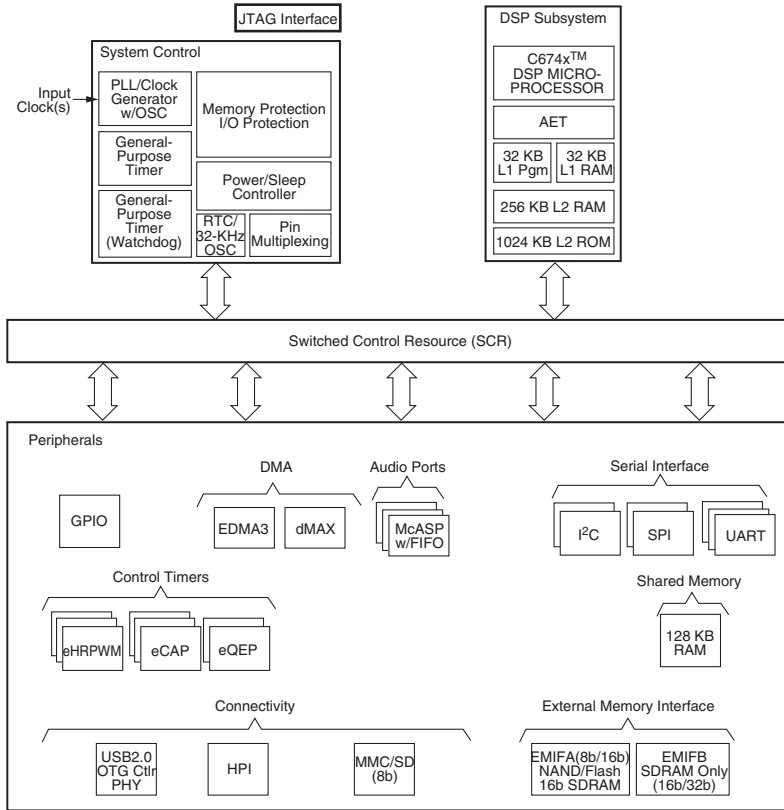 JTAG Interface
System Control
Input
Clock(s)
PLL/Clock
Generator
w/OSC
General-
Purpose
Timer
General-
Purpose
Timer
(Watchdog)
Memory Protection
I/O Protection
Power/Sleep
Controller
RTC/
32-KHz
OSC
Pin
Multiplexing
DSP Subsystem
C674x™
DSP MICRO-
PROCESSOR
AET
32 KB
L1 Pgm
32 KB
L1 RAM
256 KB L2 RAM
1024 KB L2 ROM
Switched Control Resource (SCR)
Peripherals
GPIO
DMA
EDMA3
dMAX
Audio Ports
McASP
w/FIFO
Serial Interface
I²C
SPI
UART
Control Timers
eHRPWM
eCAP
eQEP
Shared Memory
128 KB
RAM
Connectivity
USB2.0
OTG Ctlr
PHY
HPI
MMC/SD
(8b)
External Memory Interface
EMIFA(8b/16b)
NAND/Flash
16b SDRAM
EMIFB
SDRAM Only
(16b/32b)